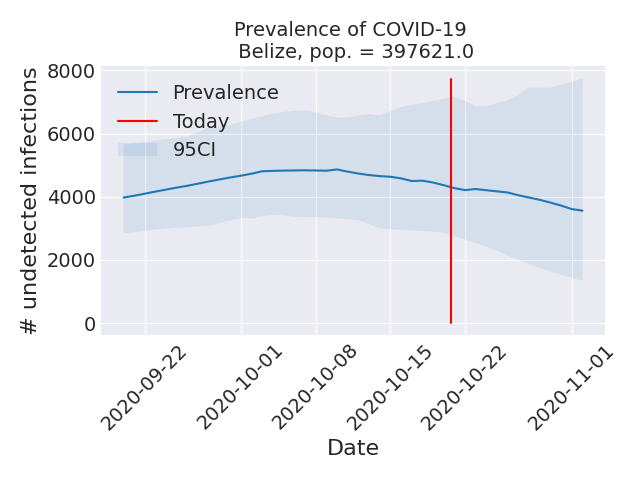 Prevalence of COVID-19
Belize, pop. = 397621.0
# undetected infections
8000
6000
4000
2000
0
Prevalence
Today
95CI
2020-09-22
2020-10-01
2020-10-08
2020-10-15
2020-10-22
2020-11-01
Date